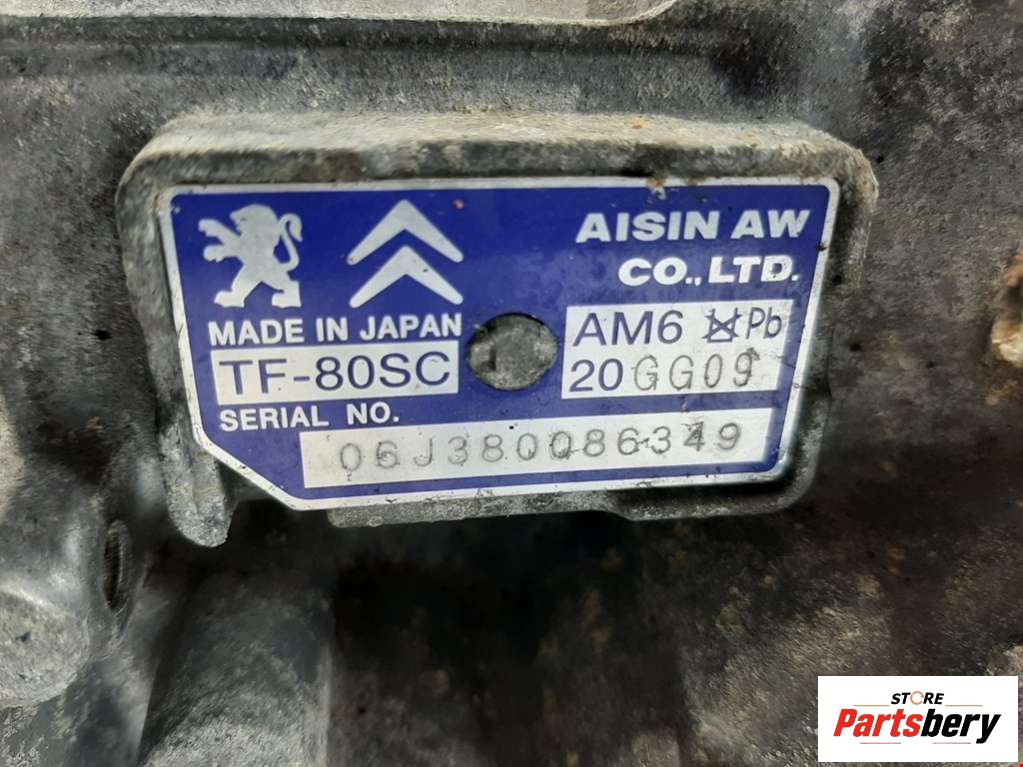 AISIN AW
CO.,LTD.
MADE IN JAPAN
TF-80SC
AM6 Pb
20GG09
SERIAL NO.
06J380086349
STORE
Partsbery